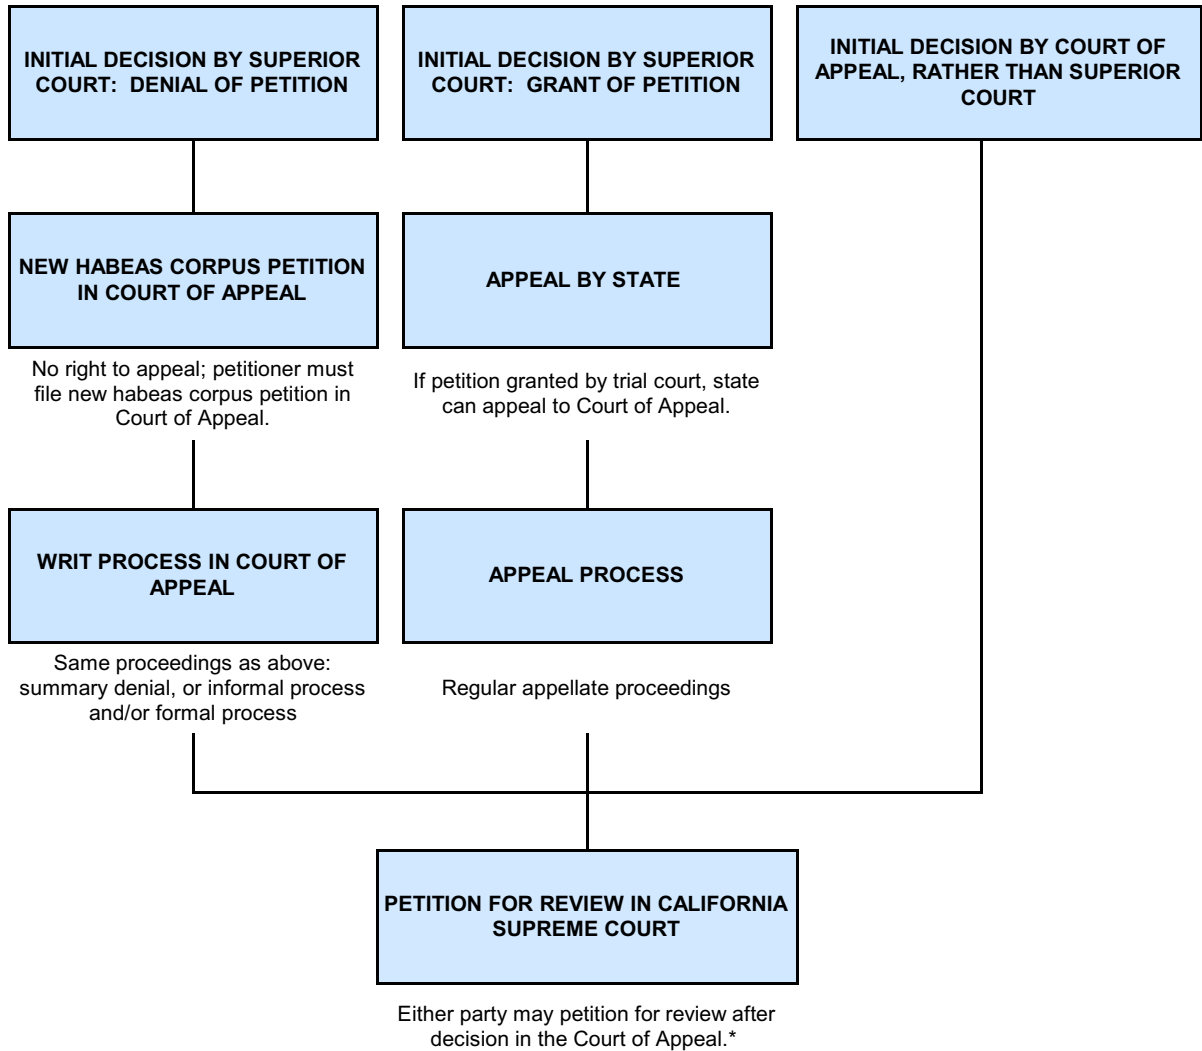 INITIAL DECISION BY SUPERIOR
COURT:  DENIAL OF PETITION
INITIAL DECISION BY SUPERIOR
COURT:  GRANT OF PETITION
INITIAL DECISION BY COURT OF
APPEAL, RATHER THAN SUPERIOR
COURT
NEW HABEAS CORPUS PETITION
IN COURT OF APPEAL
APPEAL BY STATE
No right to appeal; petitioner must
file new habeas corpus petition in
Court of Appeal.
If petition granted by trial court, state
can appeal to Court of Appeal.
WRIT PROCESS IN COURT OF
APPEAL
APPEAL PROCESS
Same proceedings as above:
summary denial, or informal process
and/or formal process
Regular appellate proceedings
PETITION FOR REVIEW IN CALIFORNIA
SUPREME COURT
Either party may petition for review after
decision in the Court of Appeal.*